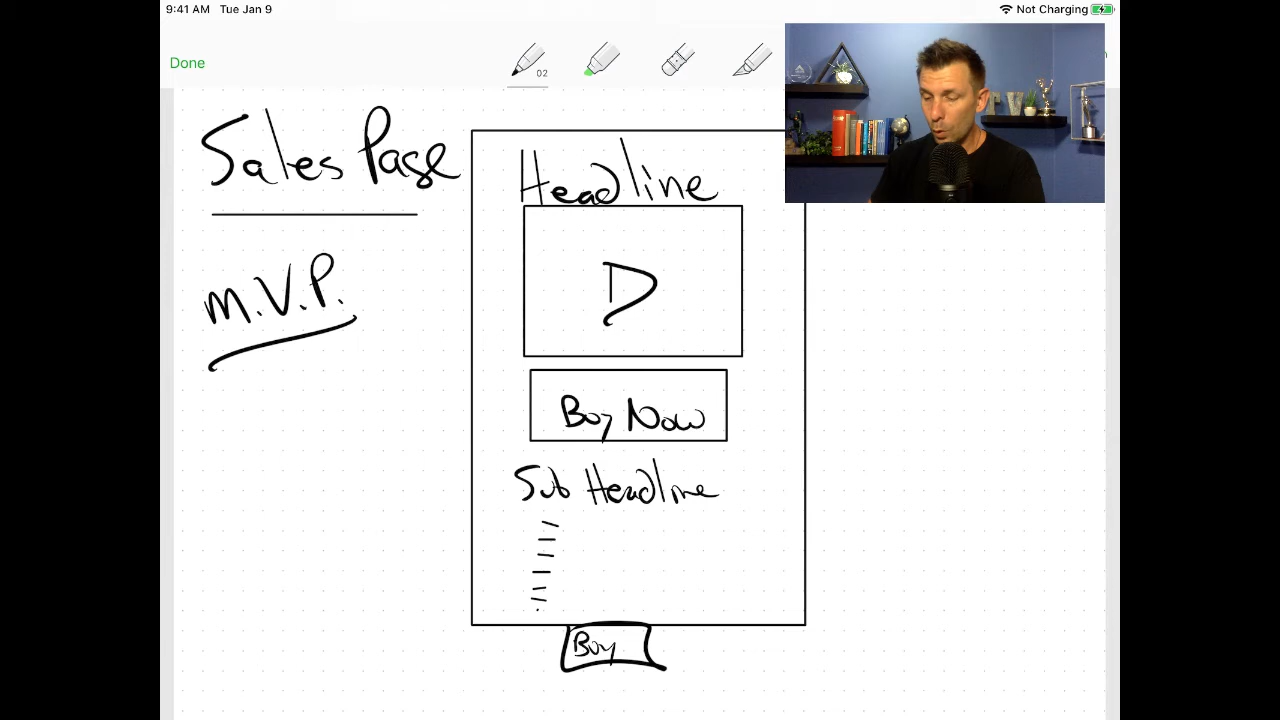 9:41 AM Tue Jan 9
Not Charging
Done
02
Sales Page
M.V.P.
Headline
Buy Now
Sub Headline
Buy